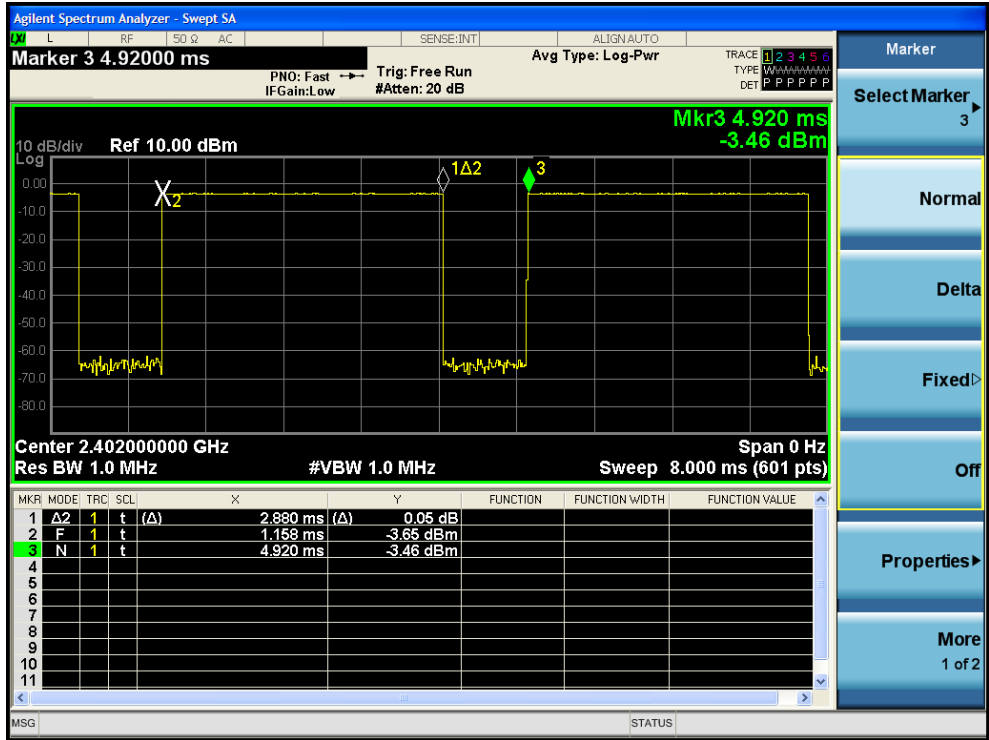 Agilent Spectrum Analyzer - Swept SA
LXI L RF 50 Ω AC SENSE:INT ALIGN AUTO
Marker 3 4.92000 ms
PNO: Fast
IFGain:Low
Trig: Free Run
#Atten: 20 dB
Avg Type: Log-Pwr
TRACE 1 2 3 4 5 6
TYPE W
DET P P P P P P
Mkr3 4.920 ms
-3.46 dBm
10 dB/div Ref 10.00 dBm
Log
1Δ2
3
0.00
X2
-10.0
-20.0
-30.0
-40.0
-50.0
-60.0
-70.0
-80.0
Center 2.402000000 GHz Span 0 Hz
Res BW 1.0 MHz #VBW 1.0 MHz Sweep 8.000 ms (601 pts)
MKR MODE TRC SCL X Y FUNCTION FUNCTION WIDTH FUNCTION VALUE
1 Δ2 1 t (Δ) 2.880 ms (Δ) 0.05 dB
2 F 1 t 1.158 ms -3.65 dBm
3 N 1 t 4.920 ms -3.46 dBm
4
5
6
7
8
9
10
11
MSG STATUS
Marker
Select Marker
3
Normal
Delta
Fixed
Off
Properties
More
1 of 2